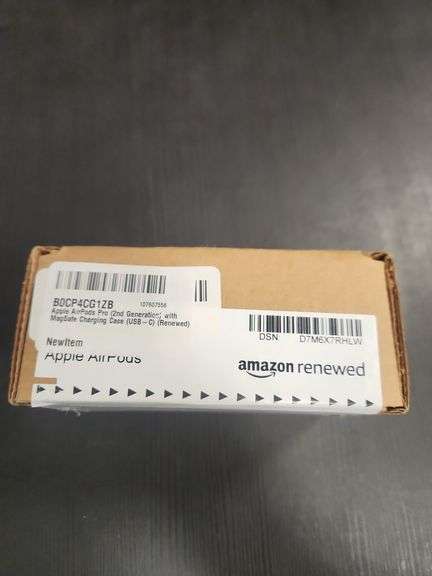 B0CP4CG1ZB 107607556
Apple AirPods Pro (2nd Generation) with
MagSafe Charging Case (USB-C) (Renewed)
NewItem
Apple AirPods
DSN D7M6X7RHLW
amazon renewed